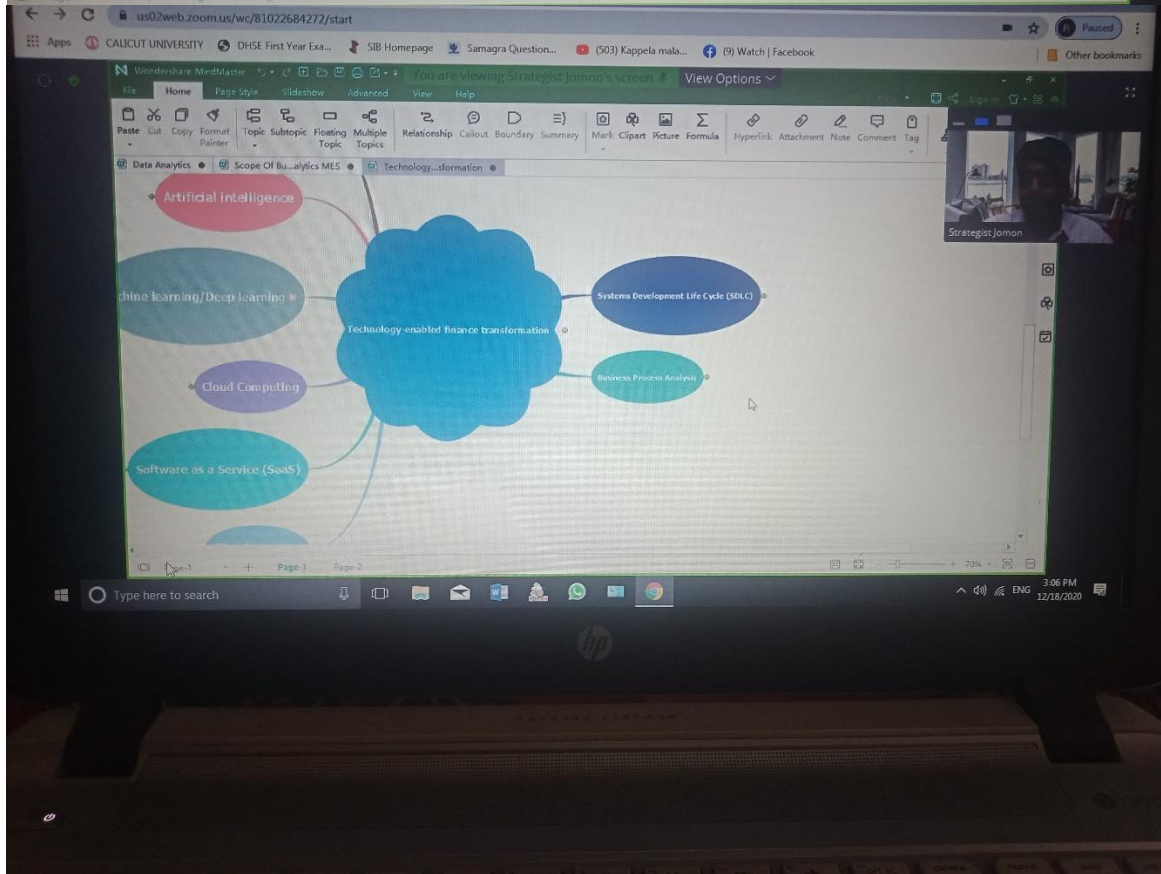 us02web.zoom.us/wc/81022684272/start
Paused
Apps CALICUT UNIVERSITY DHSE First Year Exa... SIB Homepage Samagra Question... (503) Kappela mala... (9) Watch | Facebook
Other bookmarks
Wondershare MindMaster
You are viewing Strategist Jomon's screen
View Options
File Home Page Style Slideshow Advanced View Help
Sign In
Paste Cut Copy Format Painter Topic Subtopic Floating Topic Multiple Topics Relationship Callout Boundary Summary Mark Clipart Picture Formula Hyperlink Attachment Note Comment Tag
Data Analytics Scope Of Bu...alytics MES Technology...sformation
Strategist Jomon
Artificial Intelligence
chine learning/Deep learning
Systems Development Life Cycle (SDLC)
Technology-enabled finance transformation
Business Process Analysis
Cloud Computing
Software as a Service (SaaS)
Page-1 Page-2
70%
Type here to search
ENG
3:06 PM
12/18/2020
hp